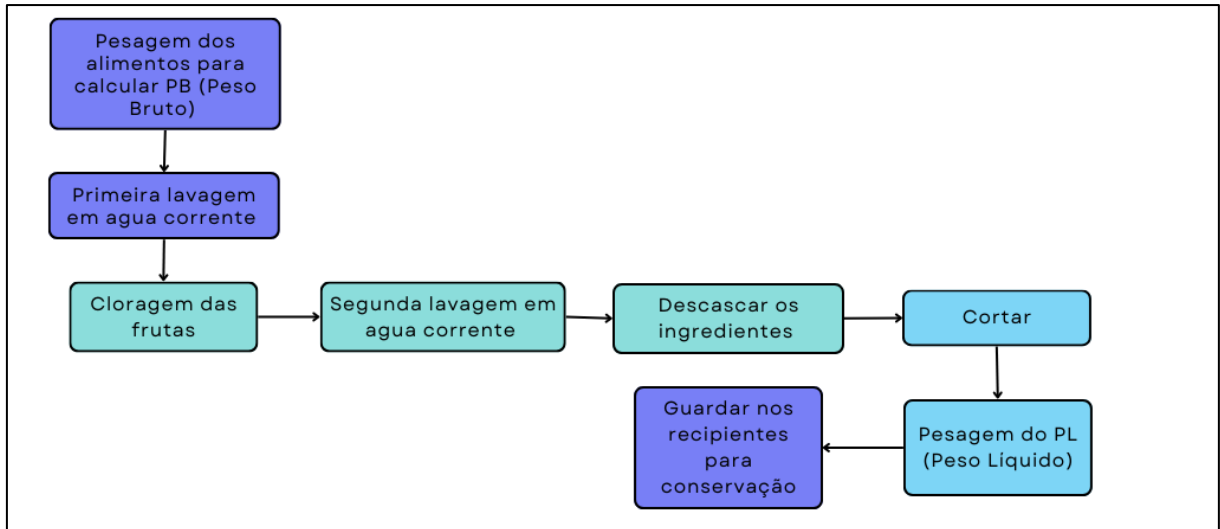 Pesagem dos
alimentos para
calcular PB (Peso
Bruto)
Primeira lavagem
em agua corrente
Cloragem das
frutas
Segunda lavagem em
agua corrente
Descascar os
ingredientes
Cortar
Pesagem do PL
(Peso Líquido)
Guardar nos
recipientes
para
conservação